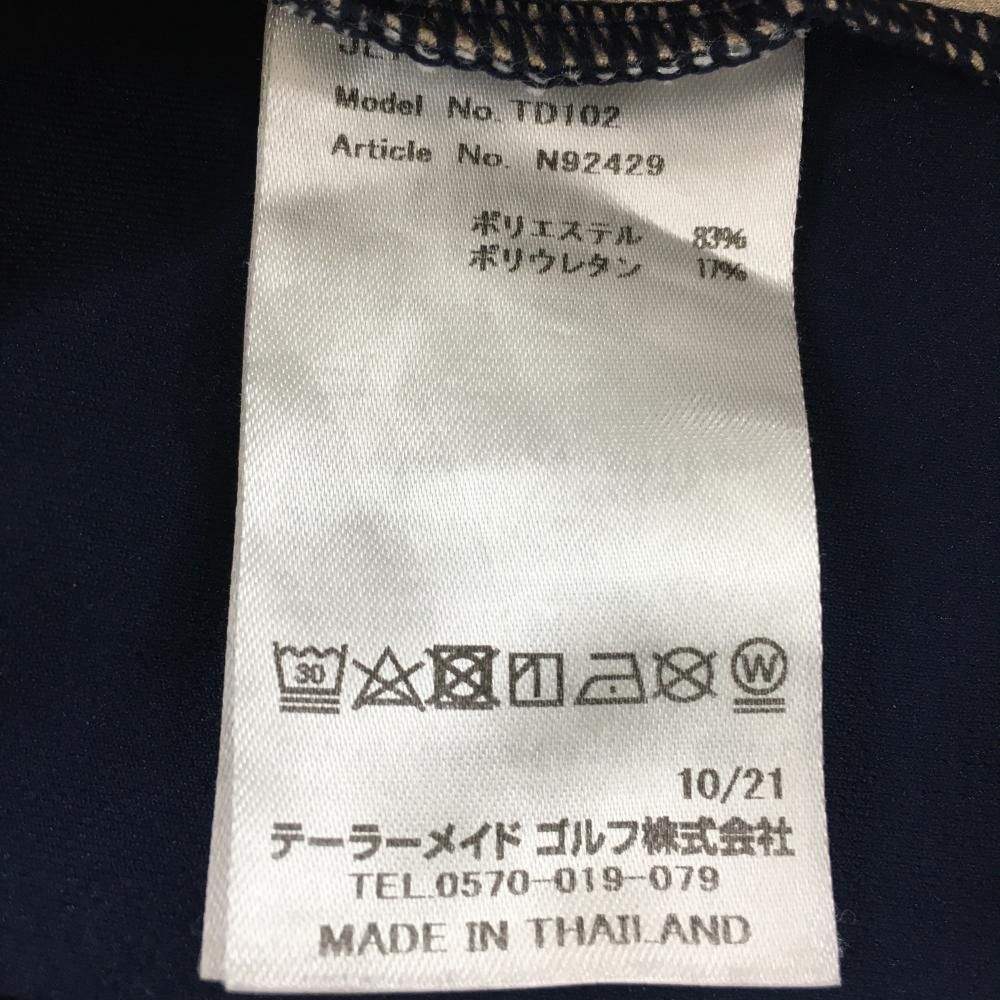 Model No. TD102
Article No. N92429
ポリエステル 83%
ポリウレタン 17%
30
W
10/21
テーラーメイド ゴルフ株式会社
TEL.0570-019-079
MADE IN THAILAND